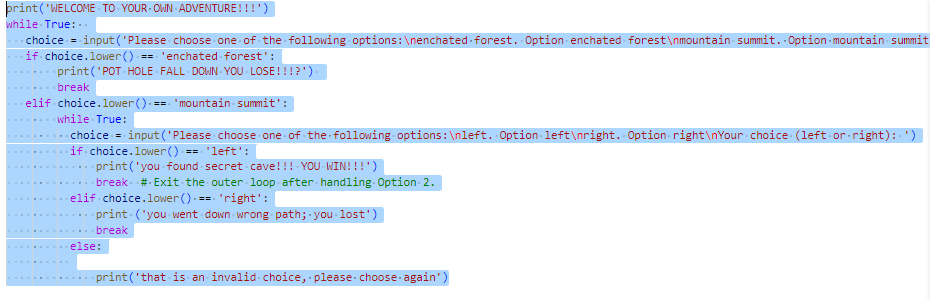 print('WELCOME TO YOUR OWN ADVENTURE!!!')
while True:
choice = input('Please choose one of the following options:\nenchated forest. Option enchated forest\nmountain summit. Option mountain summit
if choice.lower() == 'enchated forest':
print('POT HOLE FALL DOWN YOU LOSE!!!?')
break
elif choice.lower() == 'mountain summit':
while True:
choice = input('Please choose one of the following options:\nleft. Option left\nright. Option right\nYour choice (left or right): ')
if choice.lower() == 'left':
print('you found secret cave!!! YOU WIN!!!')
break # Exit the outer loop after handling Option 2.
elif choice.lower() == 'right':
print ('you went down wrong path; you lost')
break
else:
print('that is an invalid choice, please choose again')